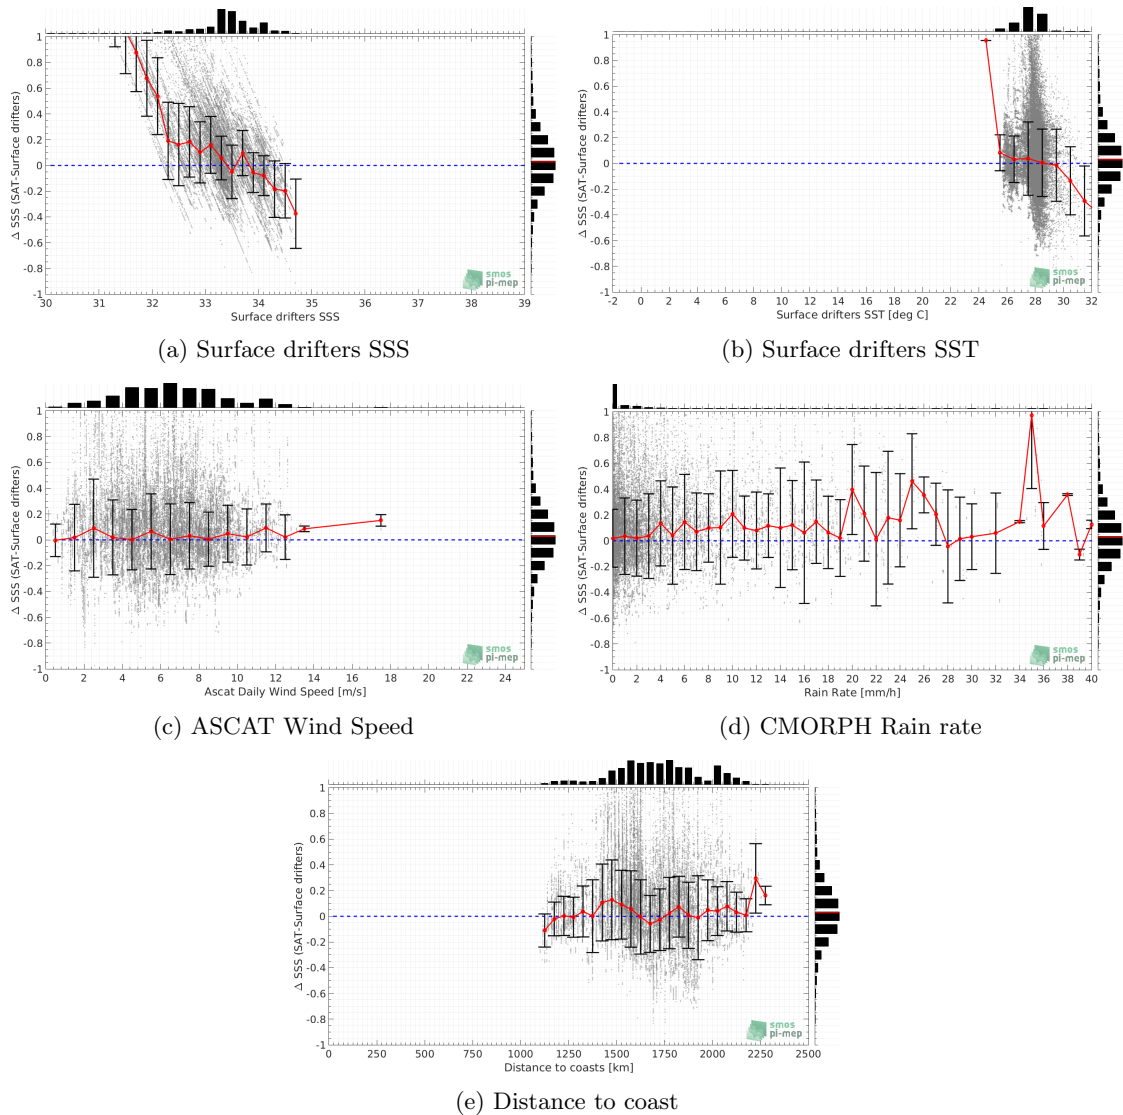 Δ SSS (SAT-Surface drifters)
1
0.8
0.6
0.4
0.2
0
-0.2
-0.4
-0.6
-0.8
-1
30 31 32 33 34 35 36 37 38 39
Surface drifters SSS
smos
pi-mep
(a) Surface drifters SSS
Δ SSS (SAT-Surface drifters)
1
0.8
0.6
0.4
0.2
0
-0.2
-0.4
-0.6
-0.8
-1
-2 0 2 4 6 8 10 12 14 16 18 20 22 24 26 28 30 32
Surface drifters SST [deg C]
smos
pi-mep
(b) Surface drifters SST
Δ SSS (SAT-Surface drifters)
1
0.8
0.6
0.4
0.2
0
-0.2
-0.4
-0.6
-0.8
-1
0 2 4 6 8 10 12 14 16 18 20 22 24
Ascat Daily Wind Speed [m/s]
smos
pi-mep
(c) ASCAT Wind Speed
Δ SSS (SAT-Surface drifters)
1
0.8
0.6
0.4
0.2
0
-0.2
-0.4
-0.6
-0.8
-1
0 2 4 6 8 10 12 14 16 18 20 22 24 26 28 30 32 34 36 38 40
Rain Rate [mm/h]
smos
pi-mep
(d) CMORPH Rain rate
Δ SSS (SAT-Surface drifters)
1
0.8
0.6
0.4
0.2
0
-0.2
-0.4
-0.6
-0.8
-1
0 250 500 750 1000 1250 1500 1750 2000 2250 2500
Distance to coasts [km]
smos
pi-mep
(e) Distance to coast